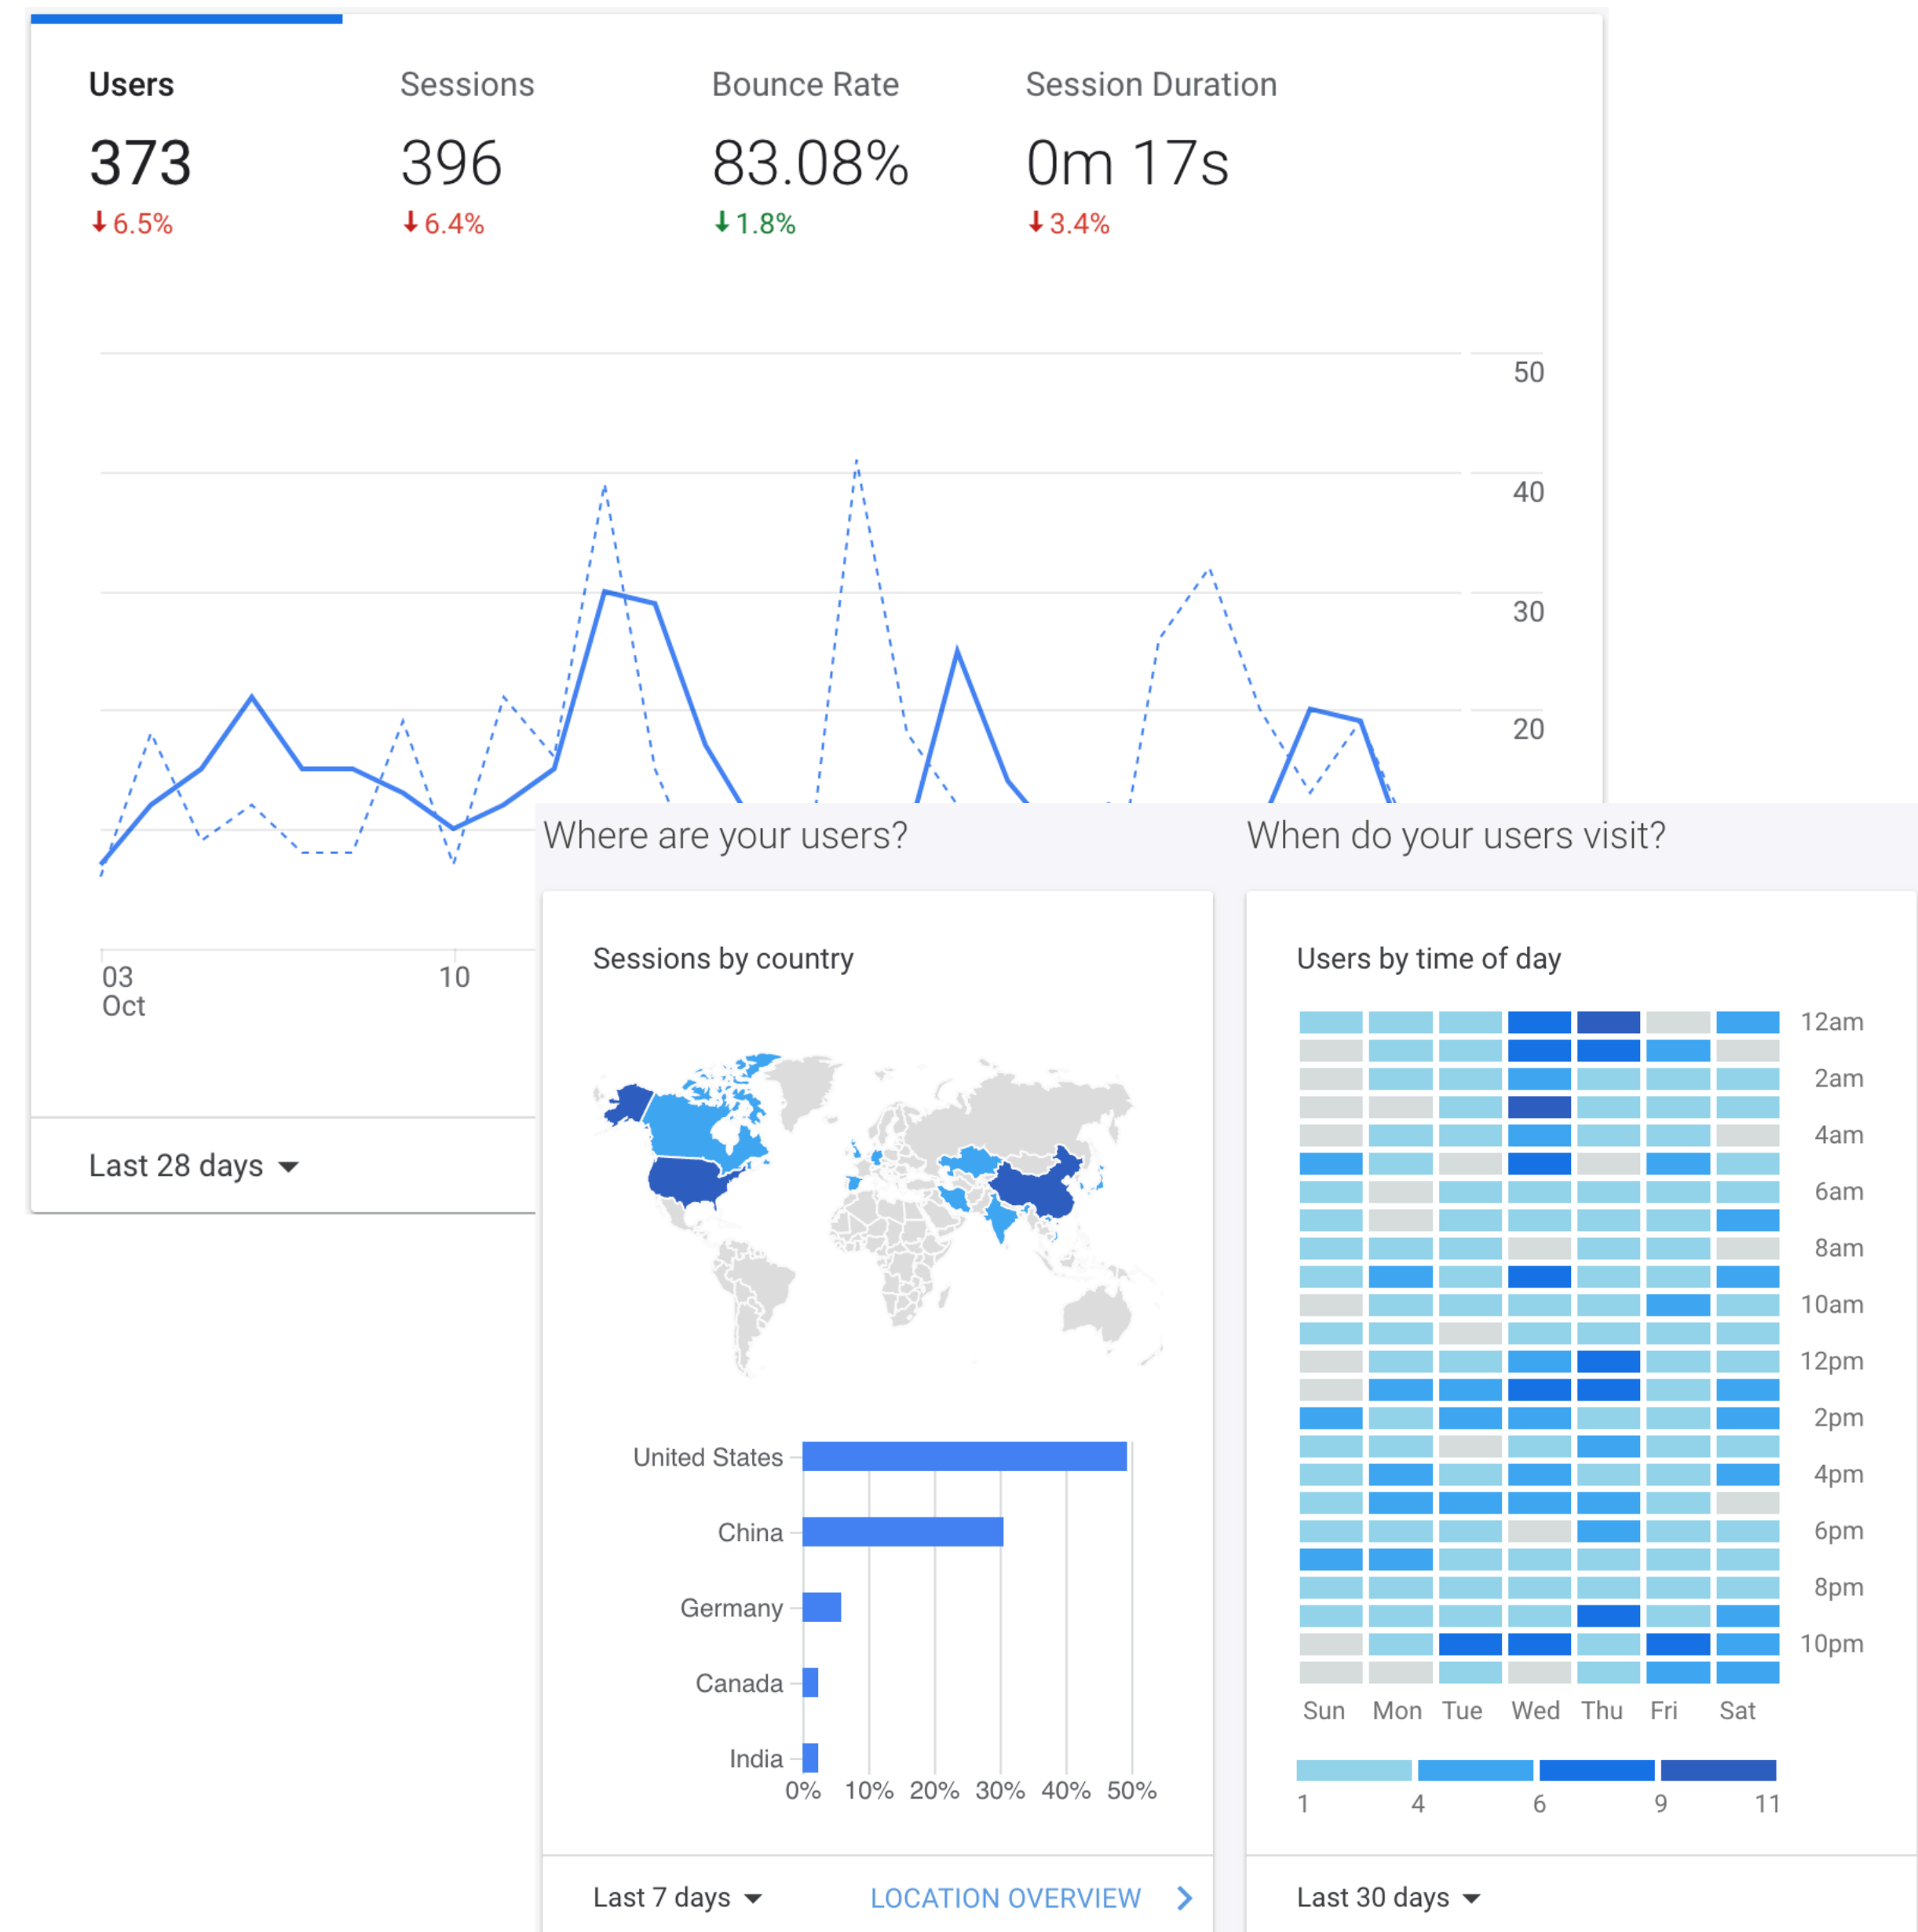 Users Sessions Bounce Rate Session Duration
373 396 83.08% 0m 17s
6.5% 6.4% 1.8% 3.4%
50
40
30
20
03 10
Oct
Last 28 days
Where are your users?
Sessions by country
United States
China
Germany
Canada
India
0% 10% 20% 30% 40% 50%
Last 7 days LOCATION OVERVIEW
When do your users visit?
Users by time of day
12am
2am
4am
6am
8am
10am
12pm
2pm
4pm
6pm
8pm
10pm
Sun Mon Tue Wed Thu Fri Sat
1 4 6 9 11
Last 30 days